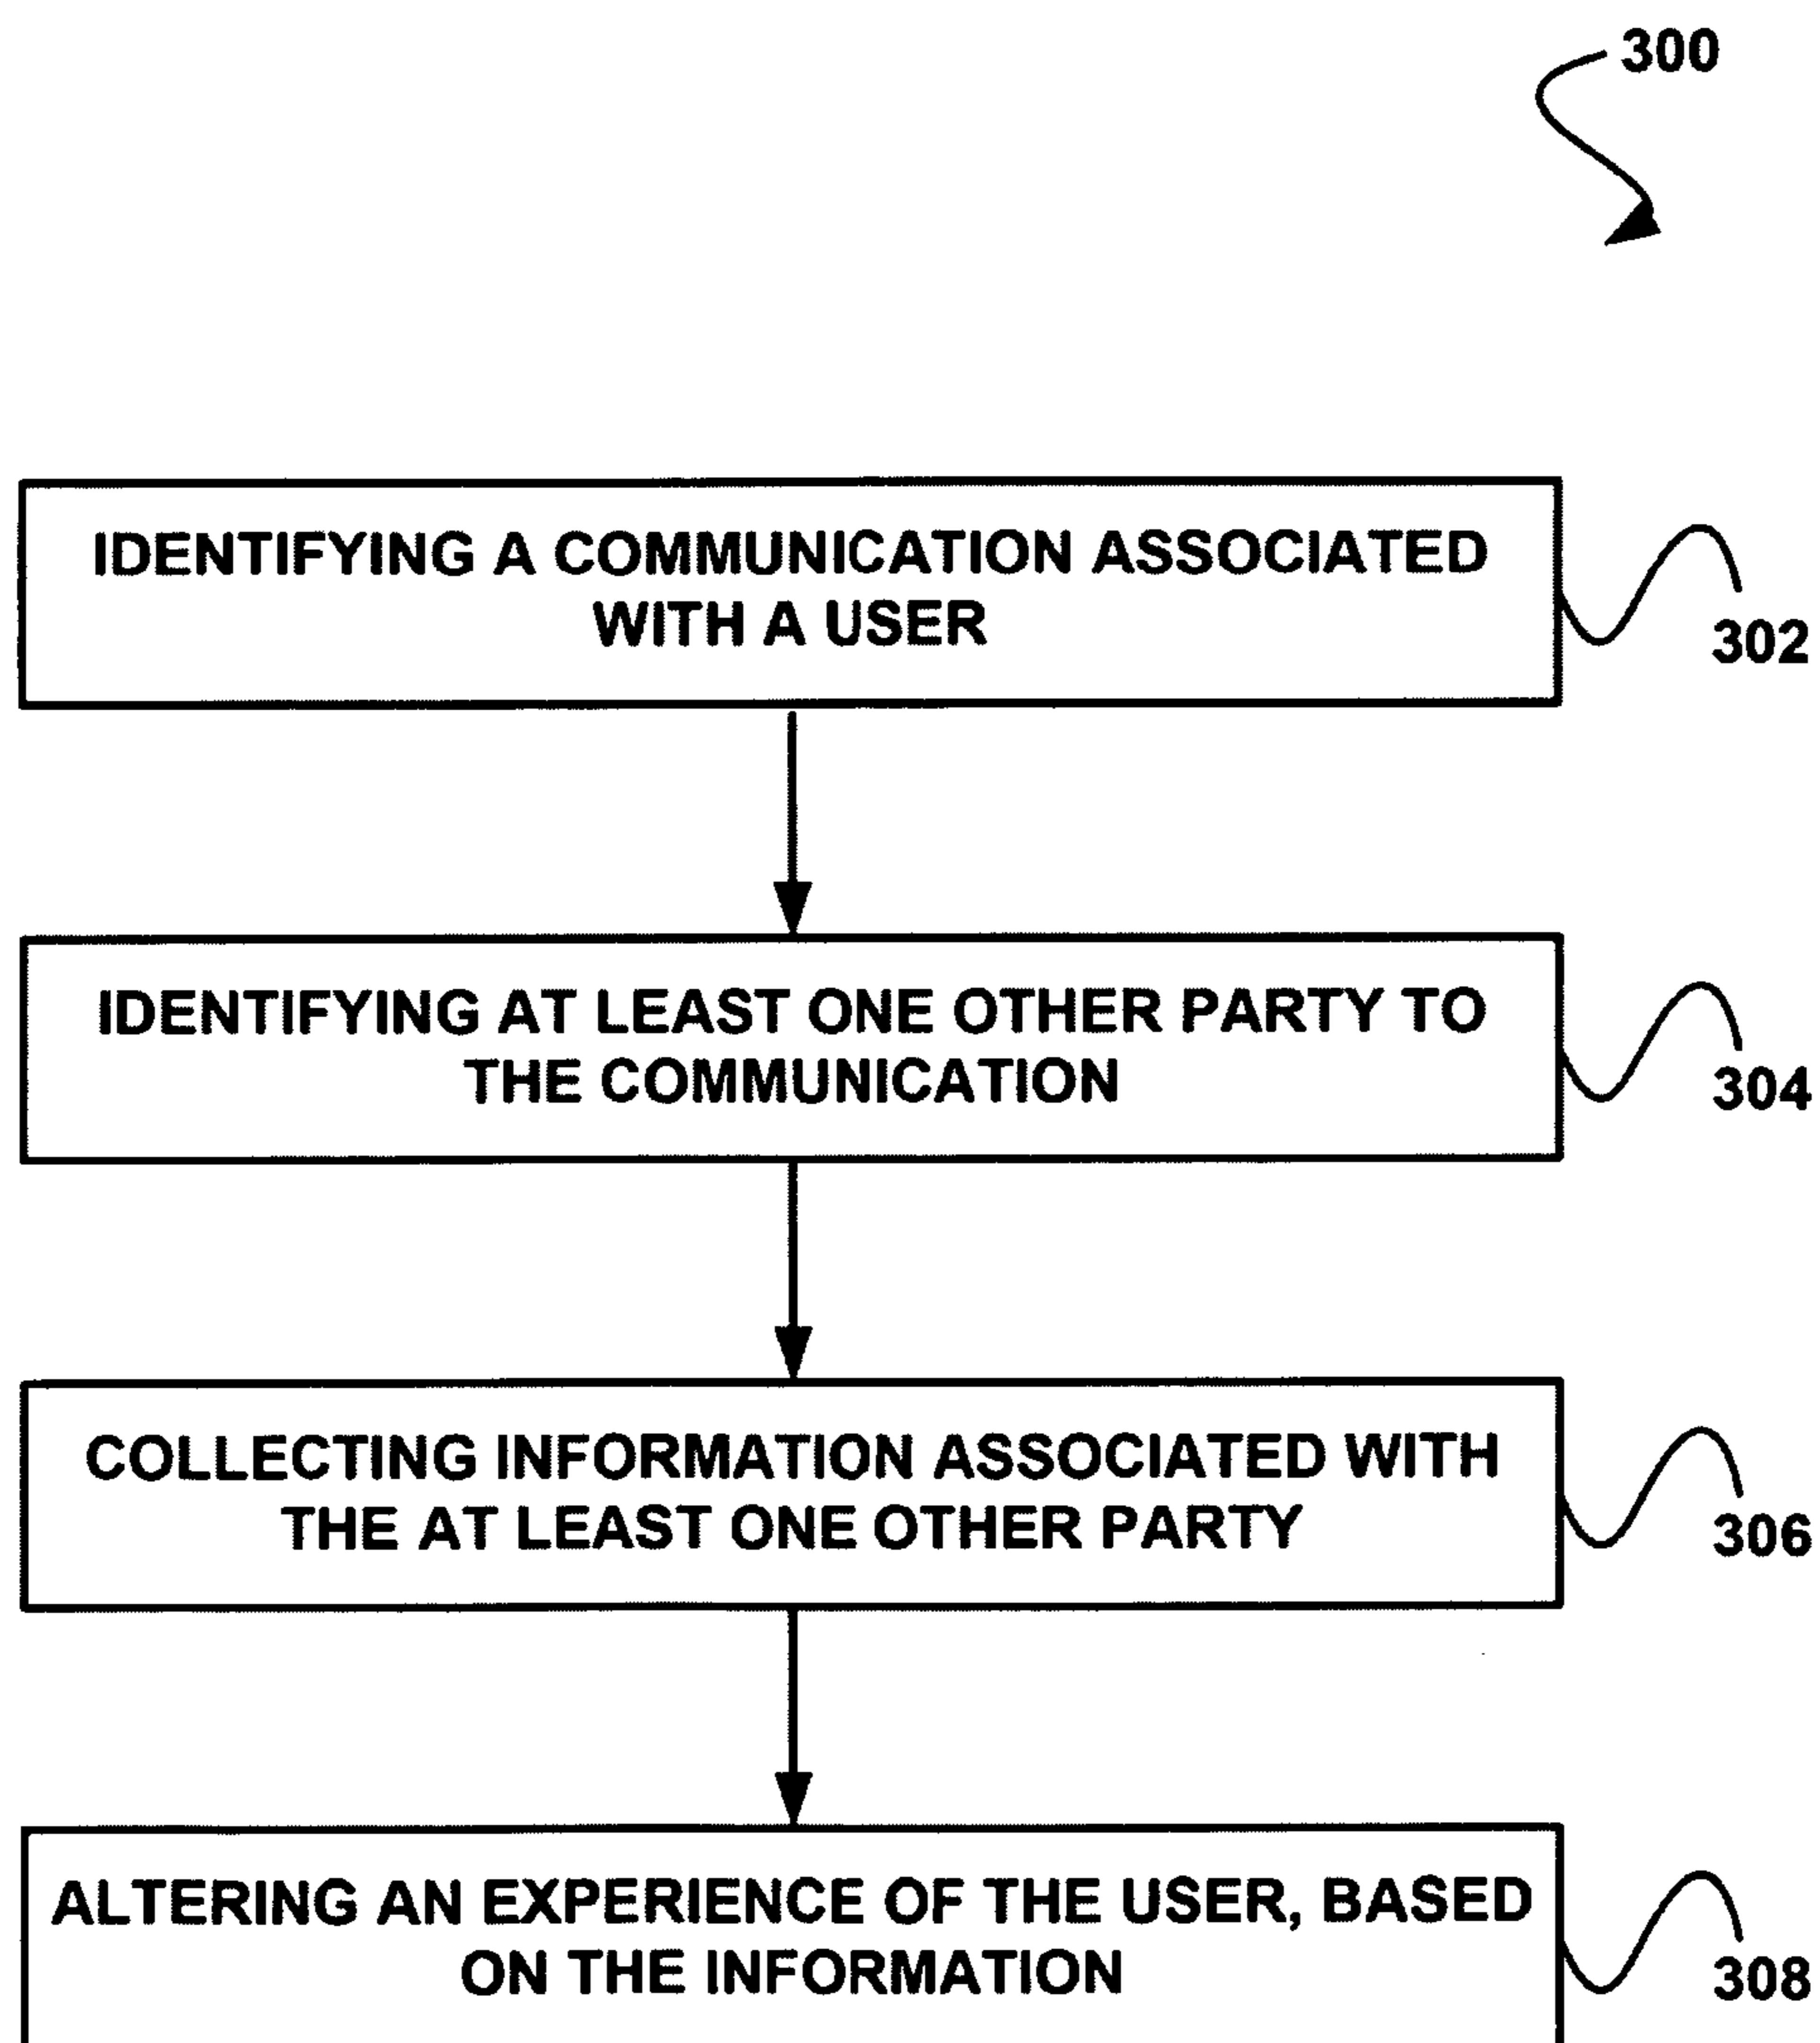 300
IDENTIFYING A COMMUNICATION ASSOCIATED
WITH A USER
302
IDENTIFYING AT LEAST ONE OTHER PARTY TO
THE COMMUNICATION
304
COLLECTING INFORMATION ASSOCIATED WITH
THE AT LEAST ONE OTHER PARTY
306
ALTERING AN EXPERIENCE OF THE USER, BASED
ON THE INFORMATION
308